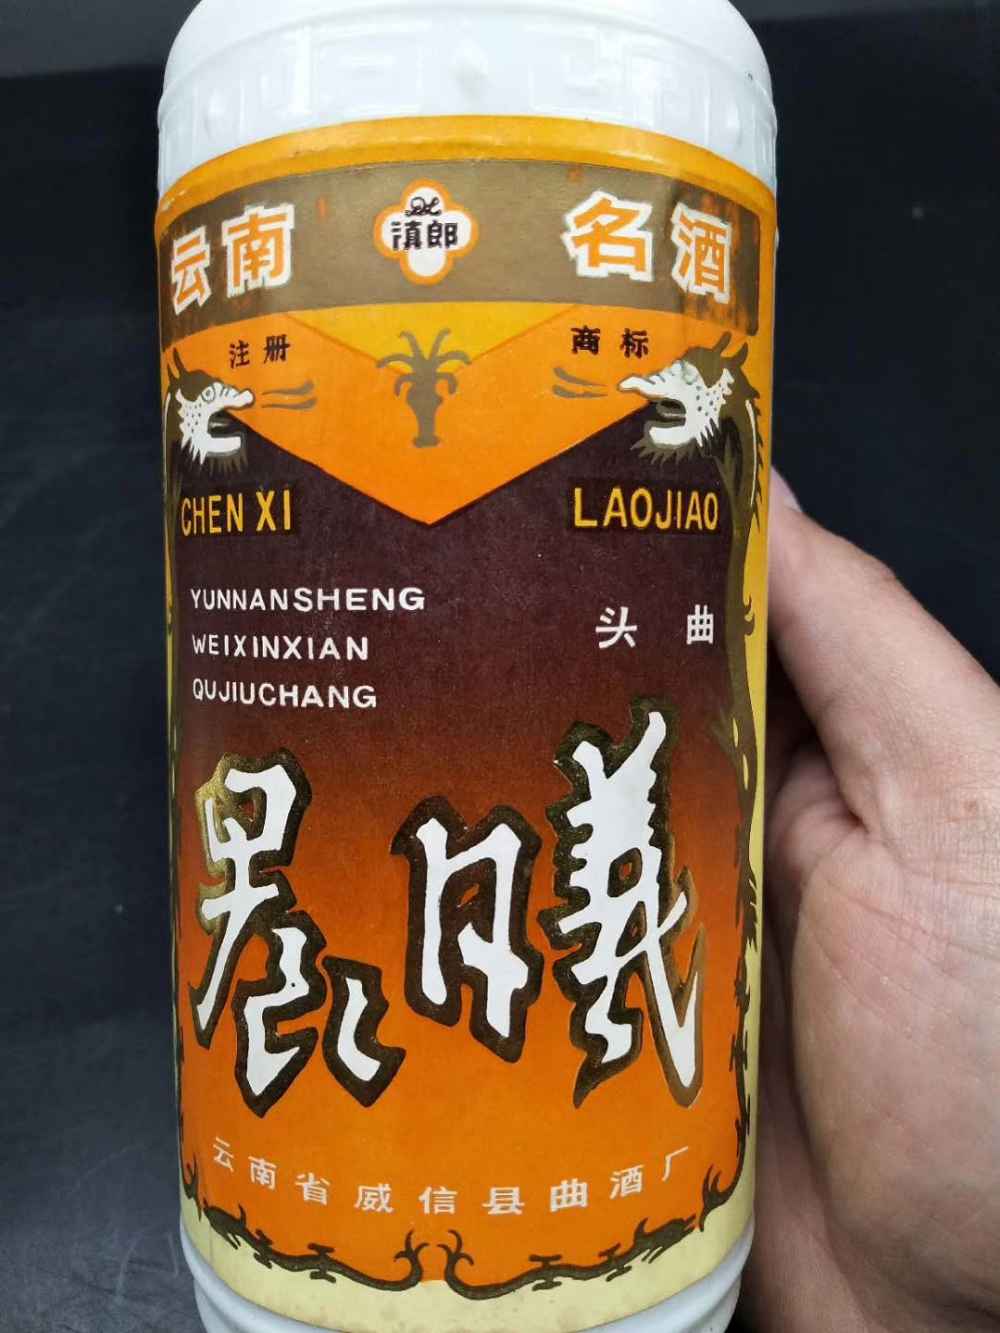 云南 滇郎 名酒
注册 商标
CHEN XI LAOJIAO
YUNNANSHENG
WEIXINXIAN
QUJIUCHANG
头曲
晨曦
云南省威信县曲酒厂